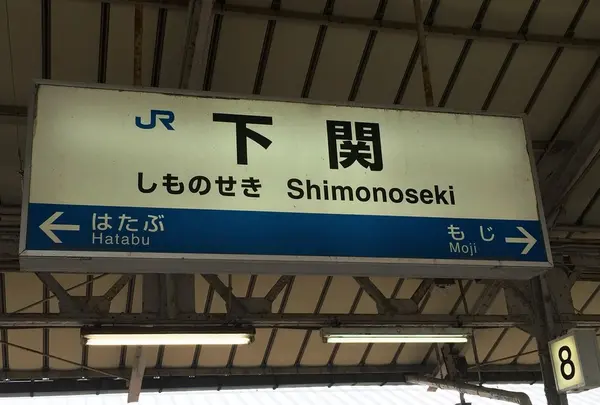 JR 下関
しものせき Shimonoseki
← はたぶ もじ →
Hatabu Moji
8